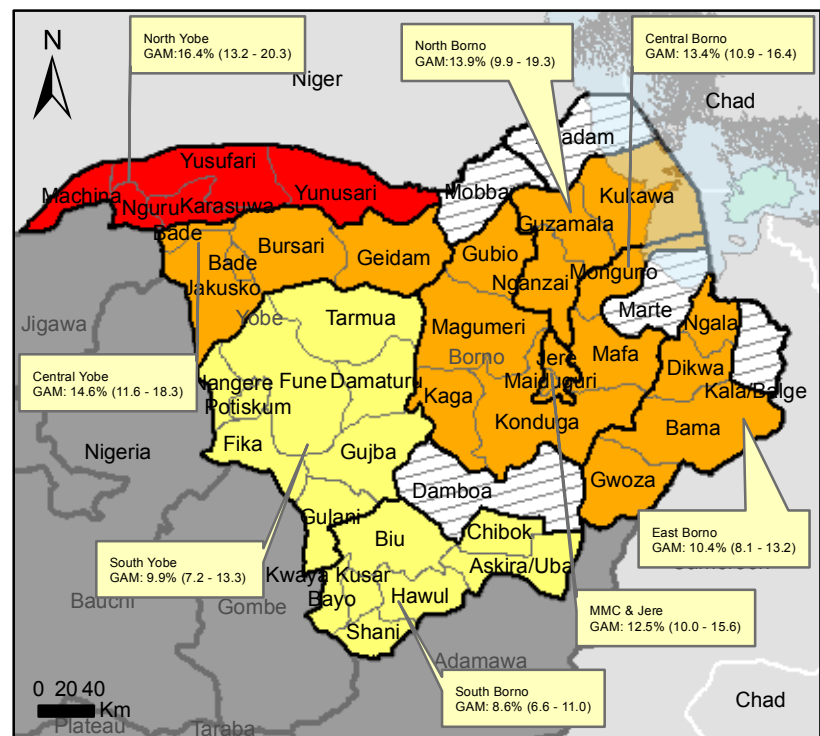 North Yobe
GAM:16.4% (13.2 - 20.3)
North Borno
GAM:13.9% (9.9 - 19.3)
Central Borno
GAM: 13.4% (10.9 - 16.4)
N
Niger
Chad
adam
Yusufari
Machina
Yunusari
Nguru
Karasuwa
Mobba
Kukawa
Guzamala
Bade
Bursari
Geidam
Gubio
Bade
Nganzai
Monguno
Jakusko
Marte
Jigawa
Yobe
Tarmua
Magumeri
Ngala
Borno
Jere
Mafa
Dikwa
Central Yobe
GAM: 14.6% (11.6 - 18.3)
Nangere
Fune
Damaturu
Maiduguri
Kala/Balge
Potiskum
Kaga
Konduga
Bama
Fika
Gujba
Nigeria
Gwoza
Damboa
Gulani
Chibok
Biu
East Borno
GAM: 10.4% (8.1 - 13.2)
South Yobe
GAM: 9.9% (7.2 - 13.3)
Askira/Uba
Kwaya Kusar
Hawul
Bauchi
Gombe
Bayo
MMC & Jere
GAM: 12.5% (10.0 - 15.6)
Shani
Adamawa
South Borno
GAM: 8.6% (6.6 - 11.0)
0 20 40
Km
Chad
Plateau
Taraba